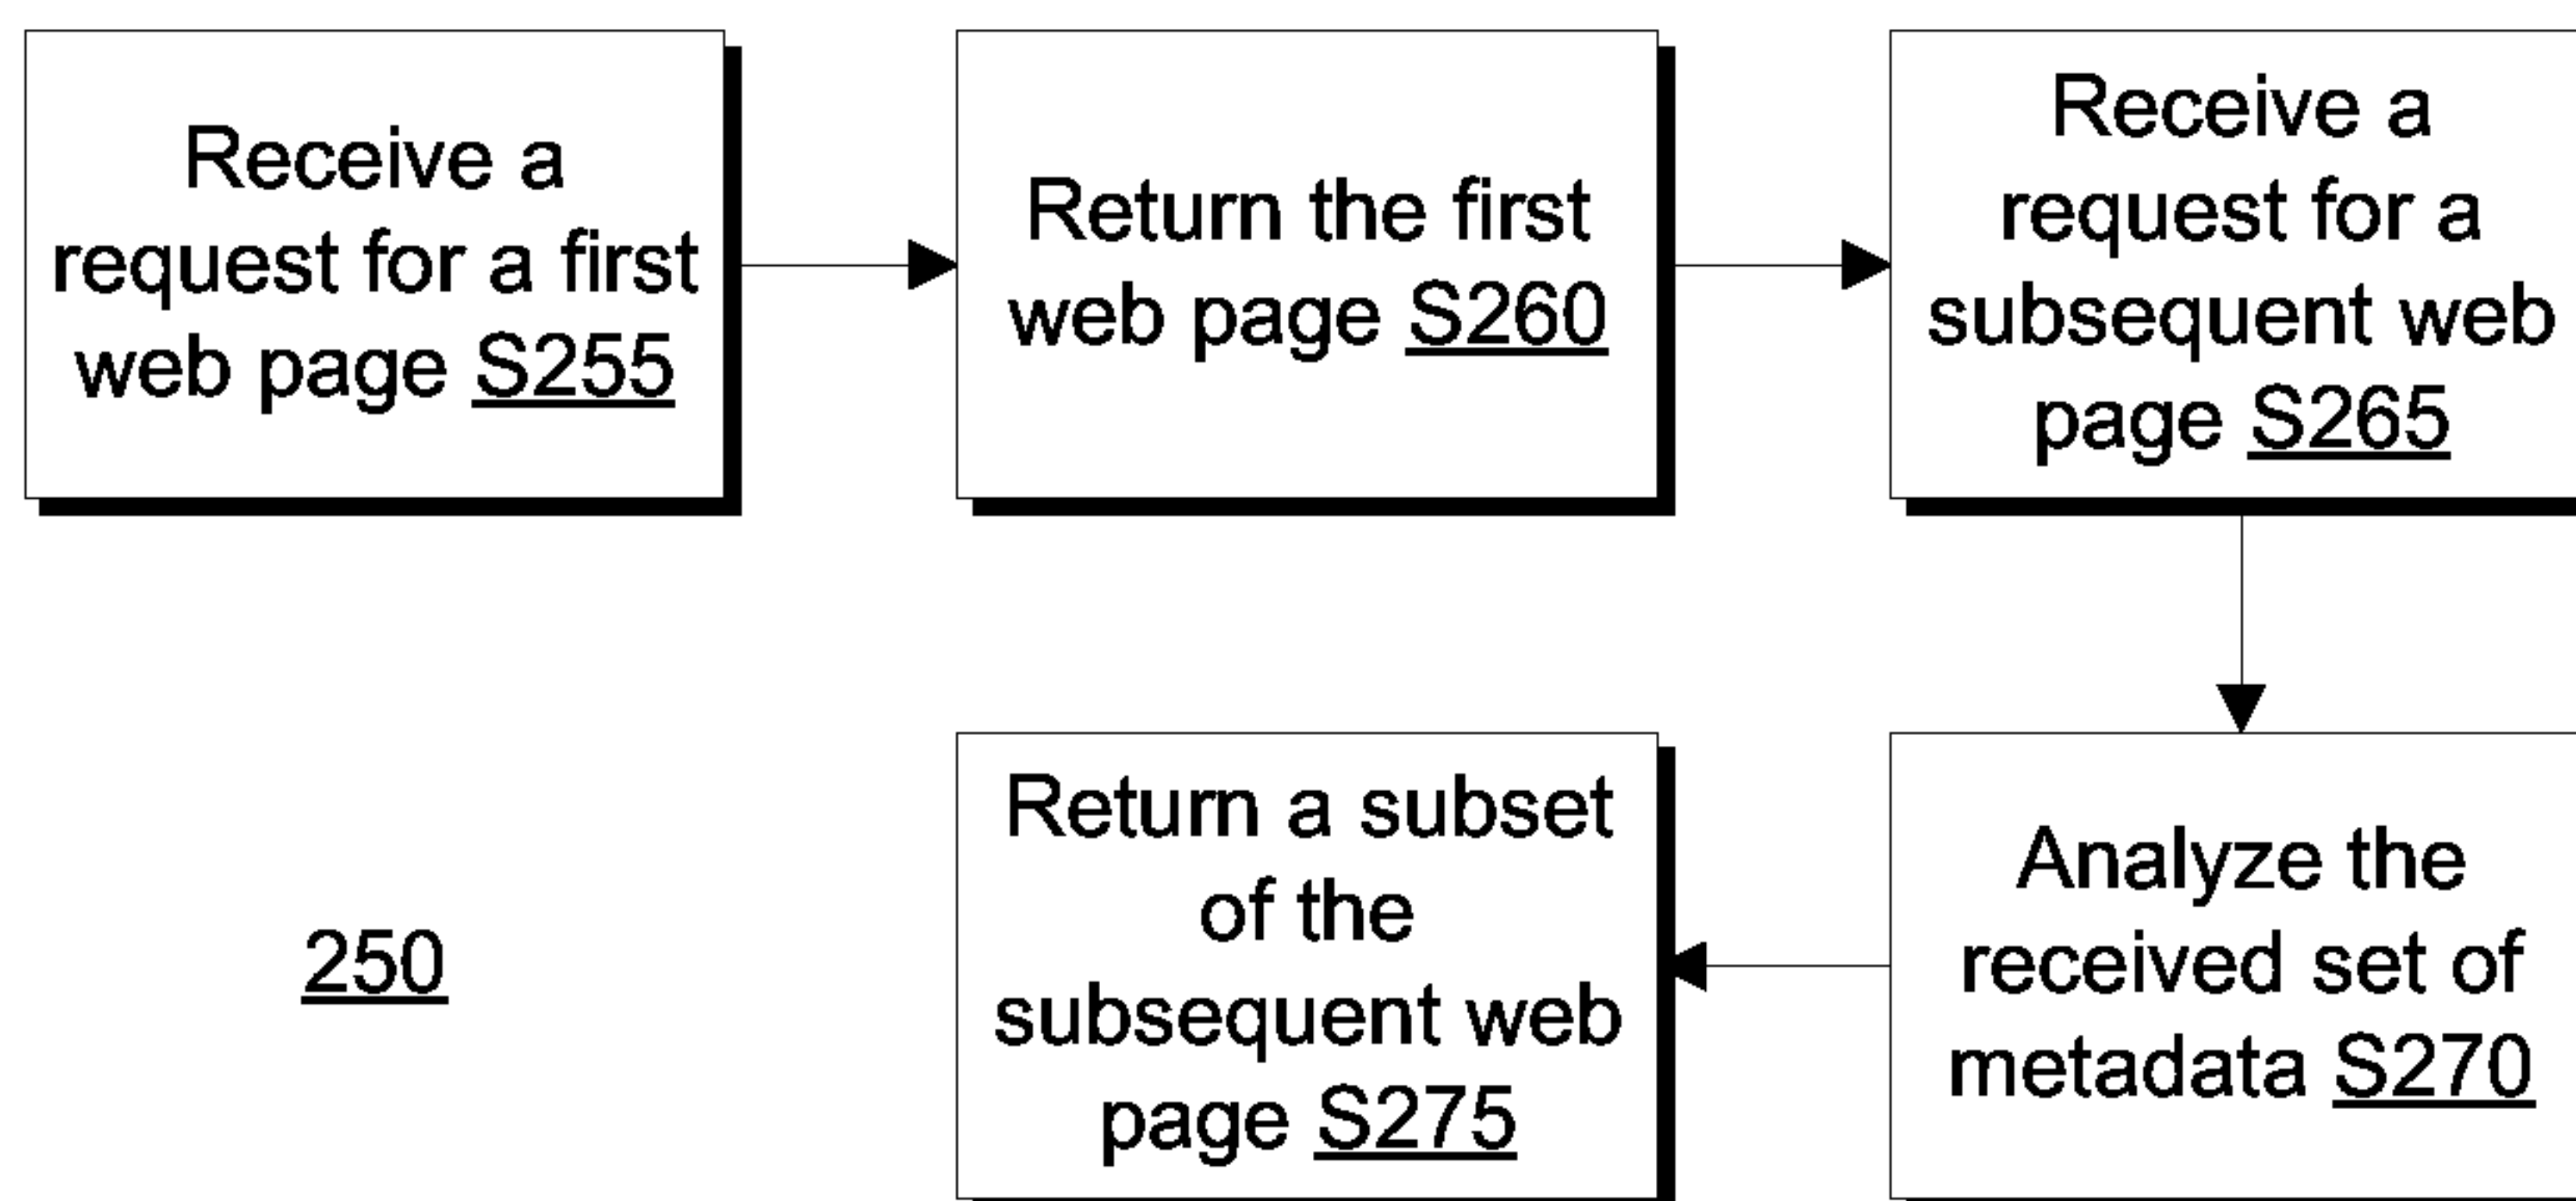 Receive a
request for a first
web page S255
Return the first
web page S260
Receive a
request for a
subsequent web
page S265
Analyze the
received set of
metadata S270
Return a subset
of the
subsequent web
page S275
250